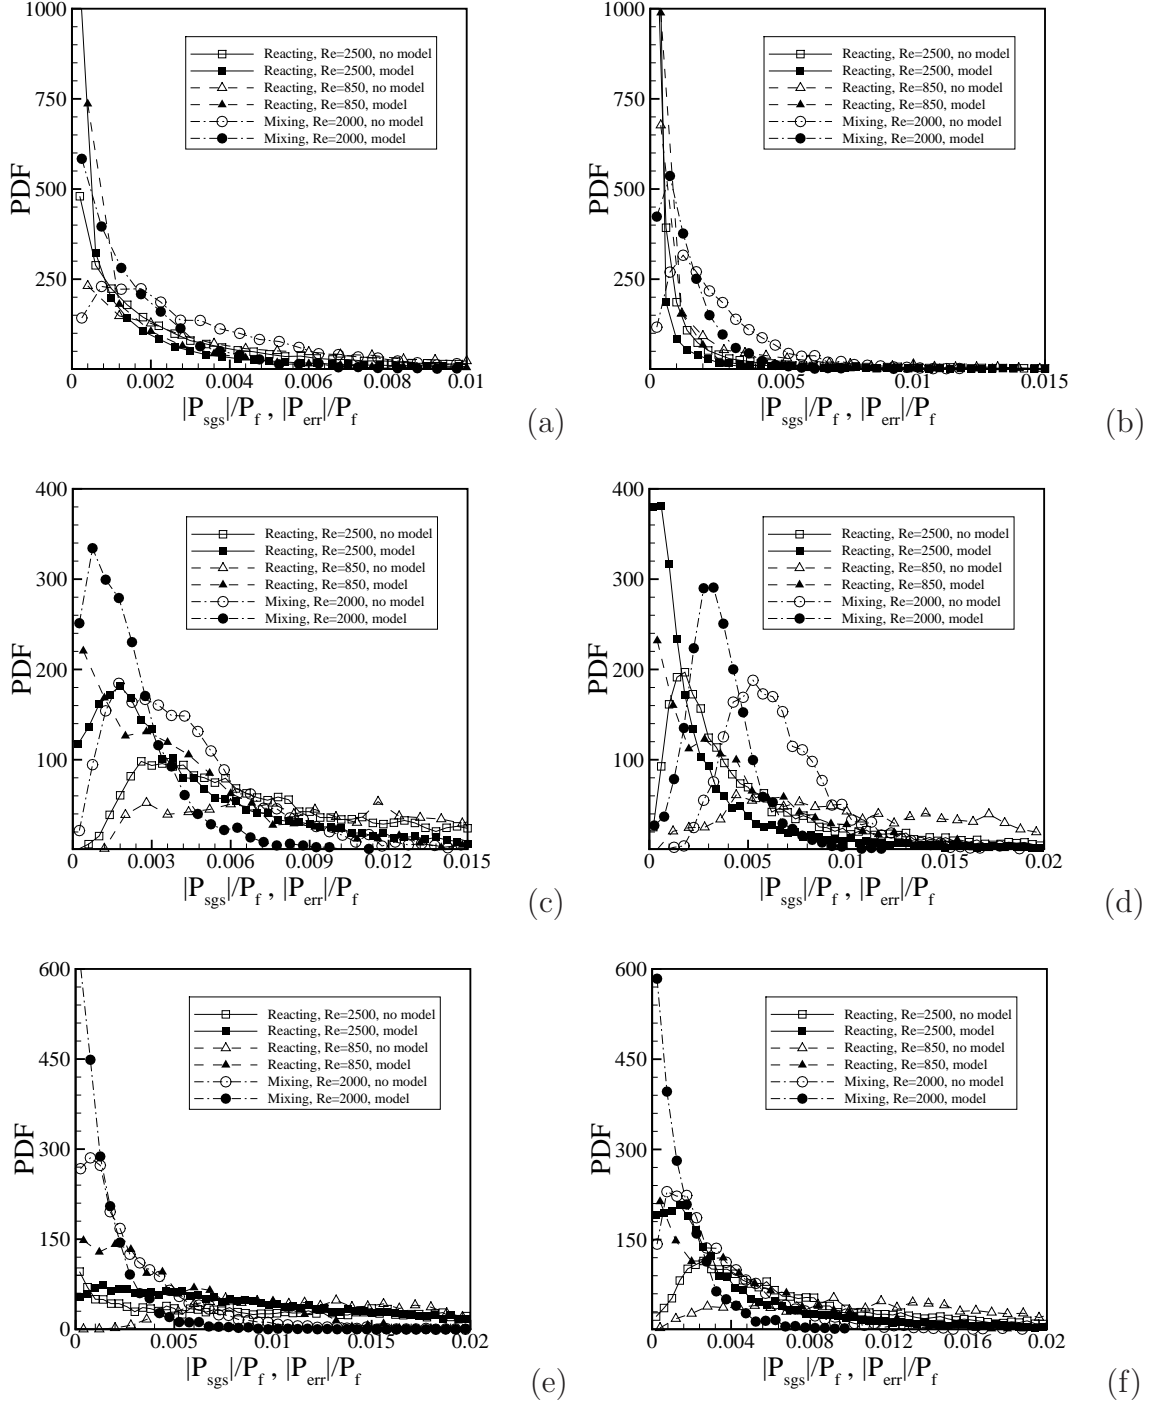 1000
750
500
250
PDF
0 0.002 0.004 0.006 0.008 0.01
|P_sgs|/P_f , |P_err|/P_f
Reacting, Re=2500, no model
Reacting, Re=2500, model
Reacting, Re=850, no model
Reacting, Re=850, model
Mixing, Re=2000, no model
Mixing, Re=2000, model
(a)
1000
750
500
250
PDF
0 0.005 0.01 0.015
|P_sgs|/P_f , |P_err|/P_f
Reacting, Re=2500, no model
Reacting, Re=2500, model
Reacting, Re=850, no model
Reacting, Re=850, model
Mixing, Re=2000, no model
Mixing, Re=2000, model
(b)
400
300
200
100
PDF
0 0.003 0.006 0.009 0.012 0.015
|P_sgs|/P_f , |P_err|/P_f
Reacting, Re=2500, no model
Reacting, Re=2500, model
Reacting, Re=850, no model
Reacting, Re=850, model
Mixing, Re=2000, no model
Mixing, Re=2000, model
(c)
400
300
200
100
PDF
0 0.005 0.01 0.015 0.02
|P_sgs|/P_f , |P_err|/P_f
Reacting, Re=2500, no model
Reacting, Re=2500, model
Reacting, Re=850, no model
Reacting, Re=850, model
Mixing, Re=2000, no model
Mixing, Re=2000, model
(d)
600
450
300
150
0
PDF
0 0.005 0.01 0.015 0.02
|P_sgs|/P_f , |P_err|/P_f
Reacting, Re=2500, no model
Reacting, Re=2500, model
Reacting, Re=850, no model
Reacting, Re=850, model
Mixing, Re=2000, no model
Mixing, Re=2000, model
(e)
600
450
300
150
0
PDF
0 0.004 0.008 0.012 0.016 0.02
|P_sgs|/P_f , |P_err|/P_f
Reacting, Re=2500, no model
Reacting, Re=2500, model
Reacting, Re=850, no model
Reacting, Re=850, model
Mixing, Re=2000, no model
Mixing, Re=2000, model
(f)